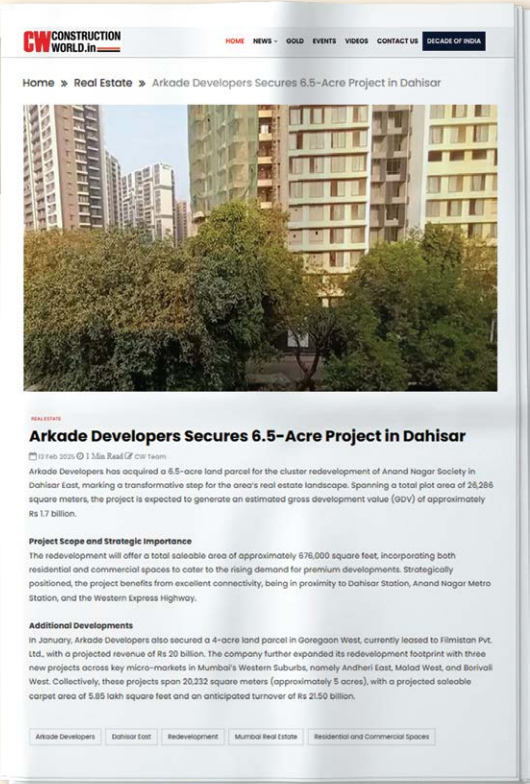 CW CONSTRUCTION
WORLD.in
HOME NEWS GOLD EVENTS VIDEOS CONTACT US DECADE OF INDIA
Home » Real Estate » Arkade Developers Secures 6.5-Acre Project in Dahisar
REAL ESTATE
Arkade Developers Secures 6.5-Acre Project in Dahisar
13 Feb 2025 1 Min Read CW Team
Arkade Developers has acquired a 6.5-acre land parcel for the cluster redevelopment of Anand Nagar Society in
Dahisar East, marking a transformative step for the area's real estate landscape. Spanning a total plot area of 26,286
square meters, the project is expected to generate an estimated gross development value (GDV) of approximately
Rs 1.7 billion.
Project Scope and Strategic Importance
The redevelopment will offer a total saleable area of approximately 676,000 square feet, incorporating both
residential and commercial spaces to cater to the rising demand for premium developments. Strategically
positioned, the project benefits from excellent connectivity, being in proximity to Dahisar Station, Anand Nagar Metro
Station, and the Western Express Highway.
Additional Developments
In January, Arkade Developers also secured a 4-acre land parcel in Goregaon West, currently leased to Filmistan Pvt.
Ltd., with a projected revenue of Rs 20 billion. The company further expanded its redevelopment footprint with three
new projects across key micro-markets in Mumbai's Western Suburbs, namely Andheri East, Malad West, and Borivali
West. Collectively, these projects span 20,232 square meters (approximately 5 acres), with a projected saleable
carpet area of 5.85 lakh square feet and an anticipated turnover of Rs 21.50 billion.
Arkade Developers Dahisar East Redevelopment Mumbai Real Estate Residential and Commercial Spaces